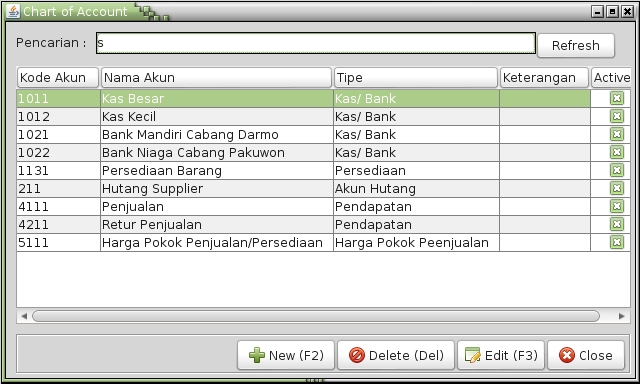 Chart of Account
Pencarian : s Refresh
Kode Akun Nama Akun Tipe Keterangan Active
1011 Kas Besar Kas/ Bank
1012 Kas Kecil Kas/ Bank
1021 Bank Mandiri Cabang Darmo Kas/ Bank
1022 Bank Niaga Cabang Pakuwon Kas/ Bank
1131 Persediaan Barang Persediaan
211 Hutang Supplier Akun Hutang
4111 Penjualan Pendapatan
4211 Retur Penjualan Pendapatan
5111 Harga Pokok Penjualan/Persediaan Harga Pokok Peenjualan
New (F2) Delete (Del) Edit (F3) Close